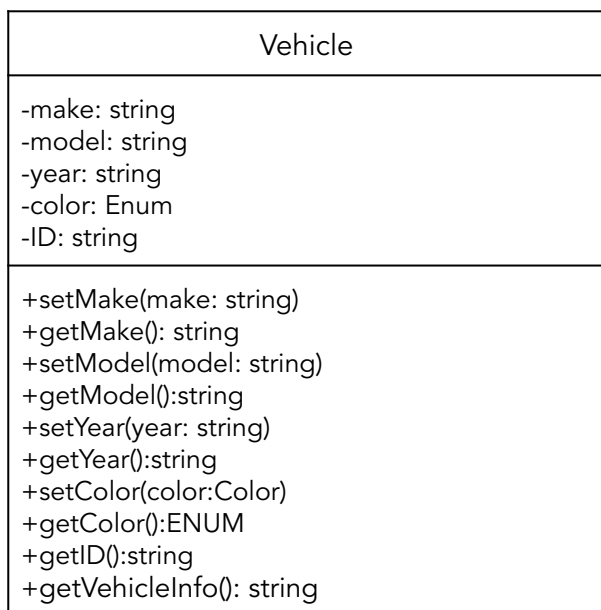 Vehicle
-make: string
-model: string
-year: string
-color: Enum
-ID: string
+setMake(make: string)
+getMake(): string
+setModel(model: string)
+getModel():string
+setYear(year: string)
+getYear():string
+setColor(color:Color)
+getColor():ENUM
+getID():string
+getVehicleInfo(): string